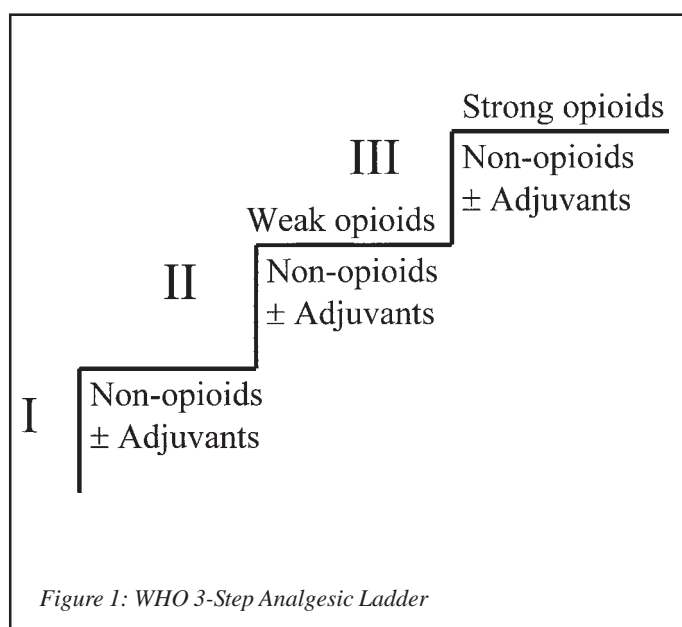 Strong opioids
III
Non-opioids
± Adjuvants
Weak opioids
II
Non-opioids
± Adjuvants
I
Non-opioids
± Adjuvants
Figure 1: WHO 3-Step Analgesic Ladder